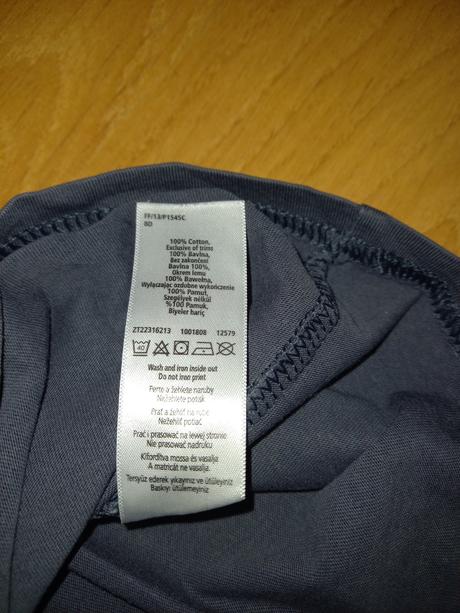 FF/13/P1545C
BD
100% Cotton,
Exclusive of trims
100% Bavlna,
Bez zakončení
Bavlna 100%,
Okrem lemu
100% Bawełna,
Wyłączając ozdobne wykończenie
100% Pamut,
Szegélyek nélkül
%100 Pamuk,
Biyeler hariç
ZT22316213 1001808 12579
40
Wash and iron inside out
Do not iron print
Perte a žehlete naruby
Nežehlete potisk
Prať a žehliť na rube
Nežehliť potlač
Prać i prasować na lewej stronie
Nie prasować nadruku
Kifordítva mossa és vasalja
A matricát ne vasalja.
Tersyüz ederek yıkayınız ve ütüleyiniz
Baskıyı ütülemeyiniz